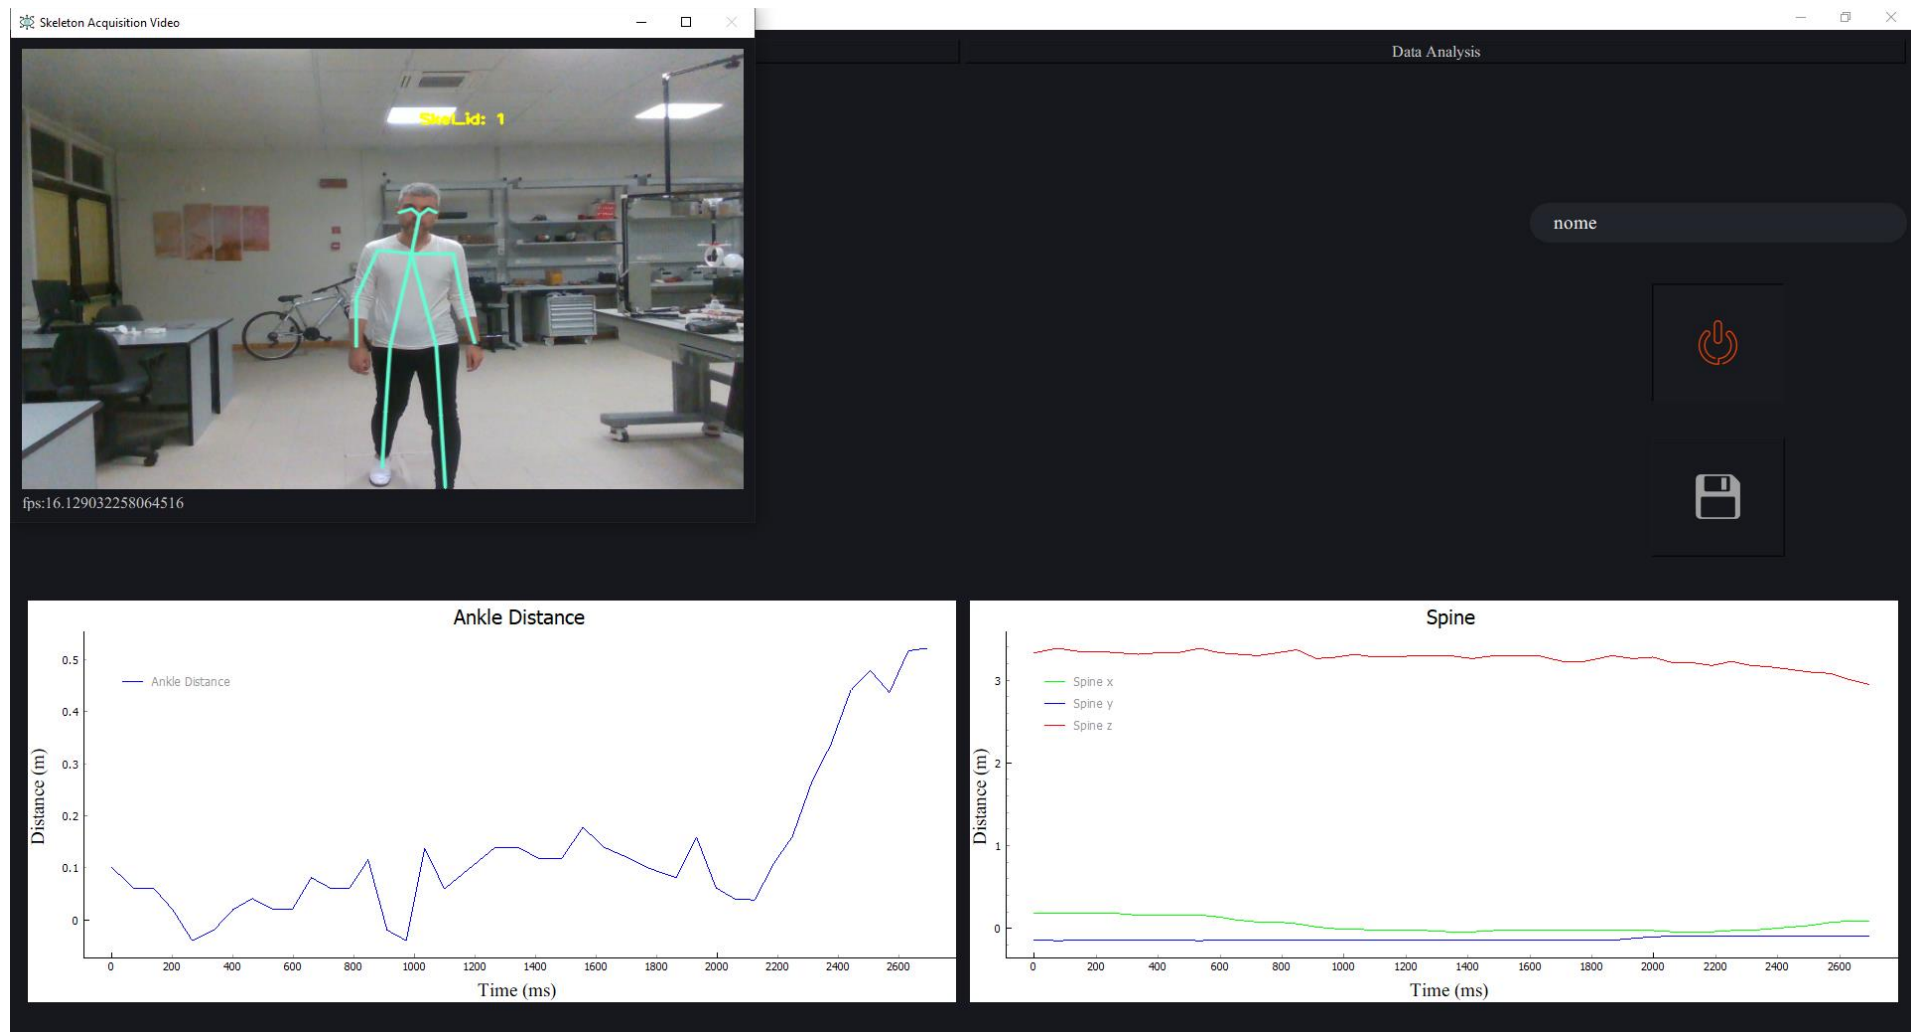 Skeleton Acquisition Video
Data Analysis
Skel_id: 1
nome
fps:16.129032258064516
Ankle Distance
Ankle Distance
Distance (m)
0.5
0.4
0.3
0.2
0.1
0
0 200 400 600 800 1000 1200 1400 1600 1800 2000 2200 2400 2600
Time (ms)
Spine
Spine x
Spine y
Spine z
Distance (m)
3
2
1
0
0 200 400 600 800 1000 1200 1400 1600 1800 2000 2200 2400 2600
Time (ms)